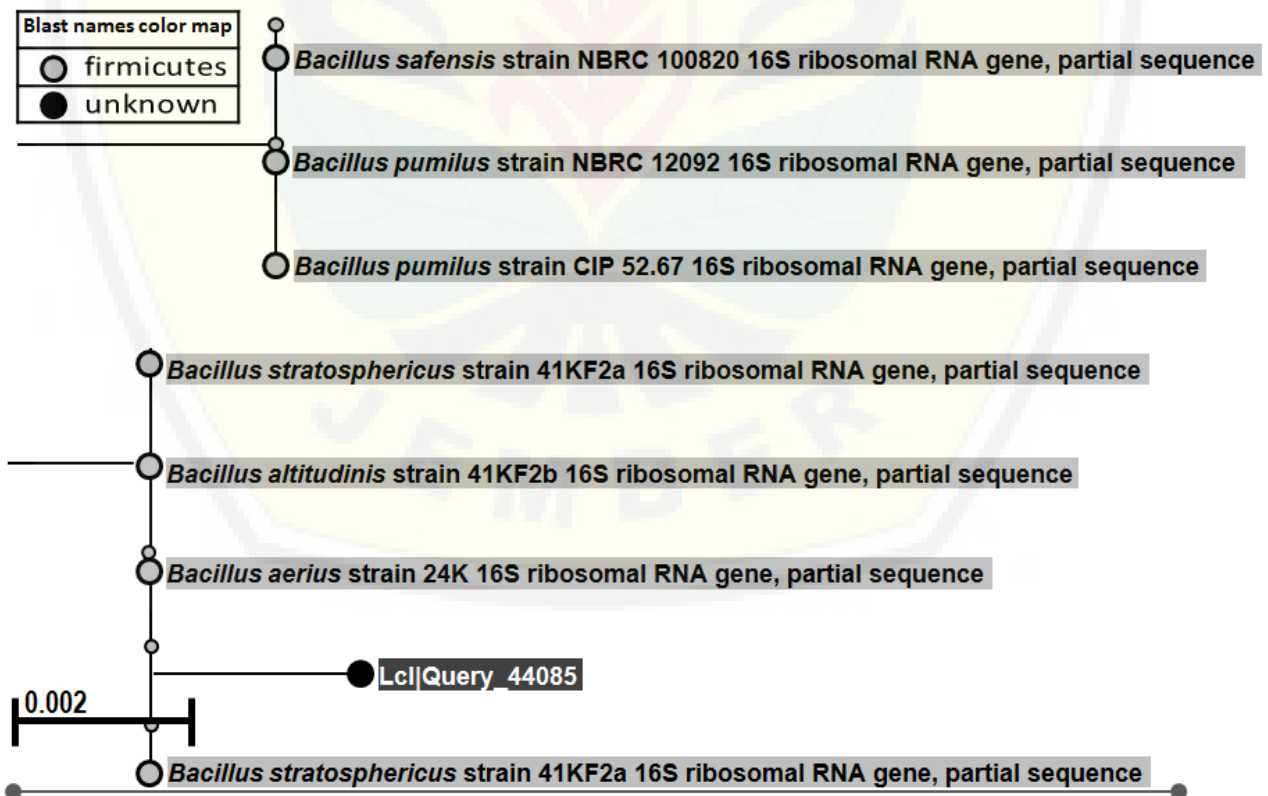 Blast names color map
firmicutes
unknown
Bacillus safensis strain NBRC 100820 16S ribosomal RNA gene, partial sequence
Bacillus pumilus strain NBRC 12092 16S ribosomal RNA gene, partial sequence
Bacillus pumilus strain CIP 52.67 16S ribosomal RNA gene, partial sequence
Bacillus stratosphericus strain 41KF2a 16S ribosomal RNA gene, partial sequence
JEMBER
Bacillus altitudinis strain 41KF2b 16S ribosomal RNA gene, partial sequence
Bacillus aerius strain 24K 16S ribosomal RNA gene, partial sequence
Lcl|Query_44085
0.002
Bacillus stratosphericus strain 41KF2a 16S ribosomal RNA gene, partial sequence